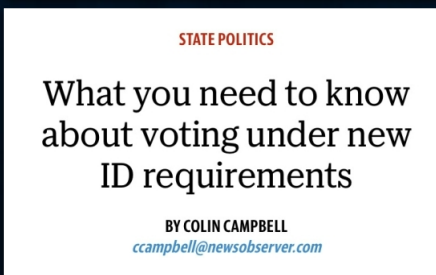 STATE POLITICS
What you need to know
about voting under new
ID requirements
BY COLIN CAMPBELL
ccampbell@newsobserver.com